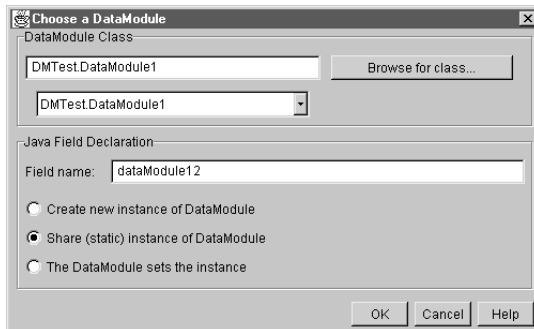 Choose a DataModule
DataModule Class
DMTest.DataModule1
Browse for class...
DMTest.DataModule1
Java Field Declaration
Field name: dataModule12
Create new instance of DataModule
Share (static) instance of DataModule
The DataModule sets the instance
OK Cancel Help